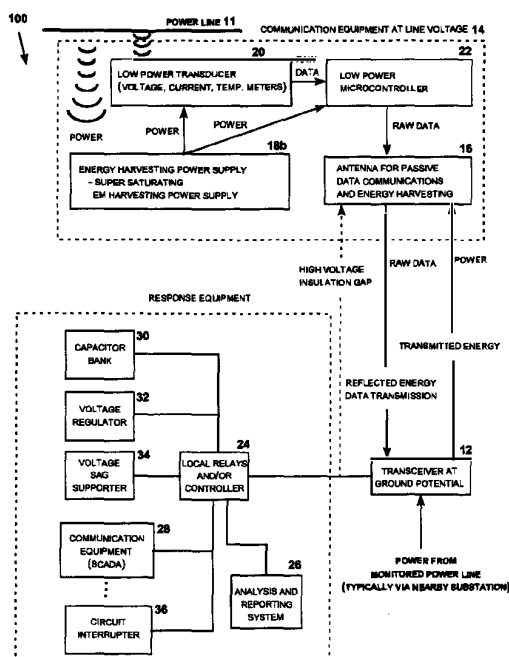 100
POWER LINE 11
COMMUNICATION EQUIPMENT AT LINE VOLTAGE 14
20
LOW POWER TRANSDUCER
(VOLTAGE, CURRENT, TEMP. METERS)
RAW
DATA
22
LOW POWER
MICROCONTROLLER
POWER
POWER
POWER
RAW DATA
18b
ENERGY HARVESTING POWER SUPPLY
- SUPER SATURATING
EM HARVESTING POWER SUPPLY
16
ANTENNA FOR PASSIVE
DATA COMMUNICATIONS
AND ENERGY HARVESTING
HIGH VOLTAGE
INSULATION GAP
RAW DATA
POWER
RESPONSE EQUIPMENT
TRANSMITTED ENERGY
REFLECTED ENERGY
DATA TRANSMISSION
30
CAPACITOR
BANK
32
VOLTAGE
REGULATOR
34
VOLTAGE
SAG
SUPPORTER
24
LOCAL RELAYS
AND/OR
CONTROLLER
12
TRANSCEIVER AT
GROUND POTENTIAL
28
COMMUNICATION
EQUIPMENT
(SCADA)
26
ANALYSIS AND
REPORTING
SYSTEM
36
CIRCUIT
INTERRUPTER
POWER FROM
MONITORED POWER LINE
(TYPICALLY VIA NEARBY SUBSTATION)